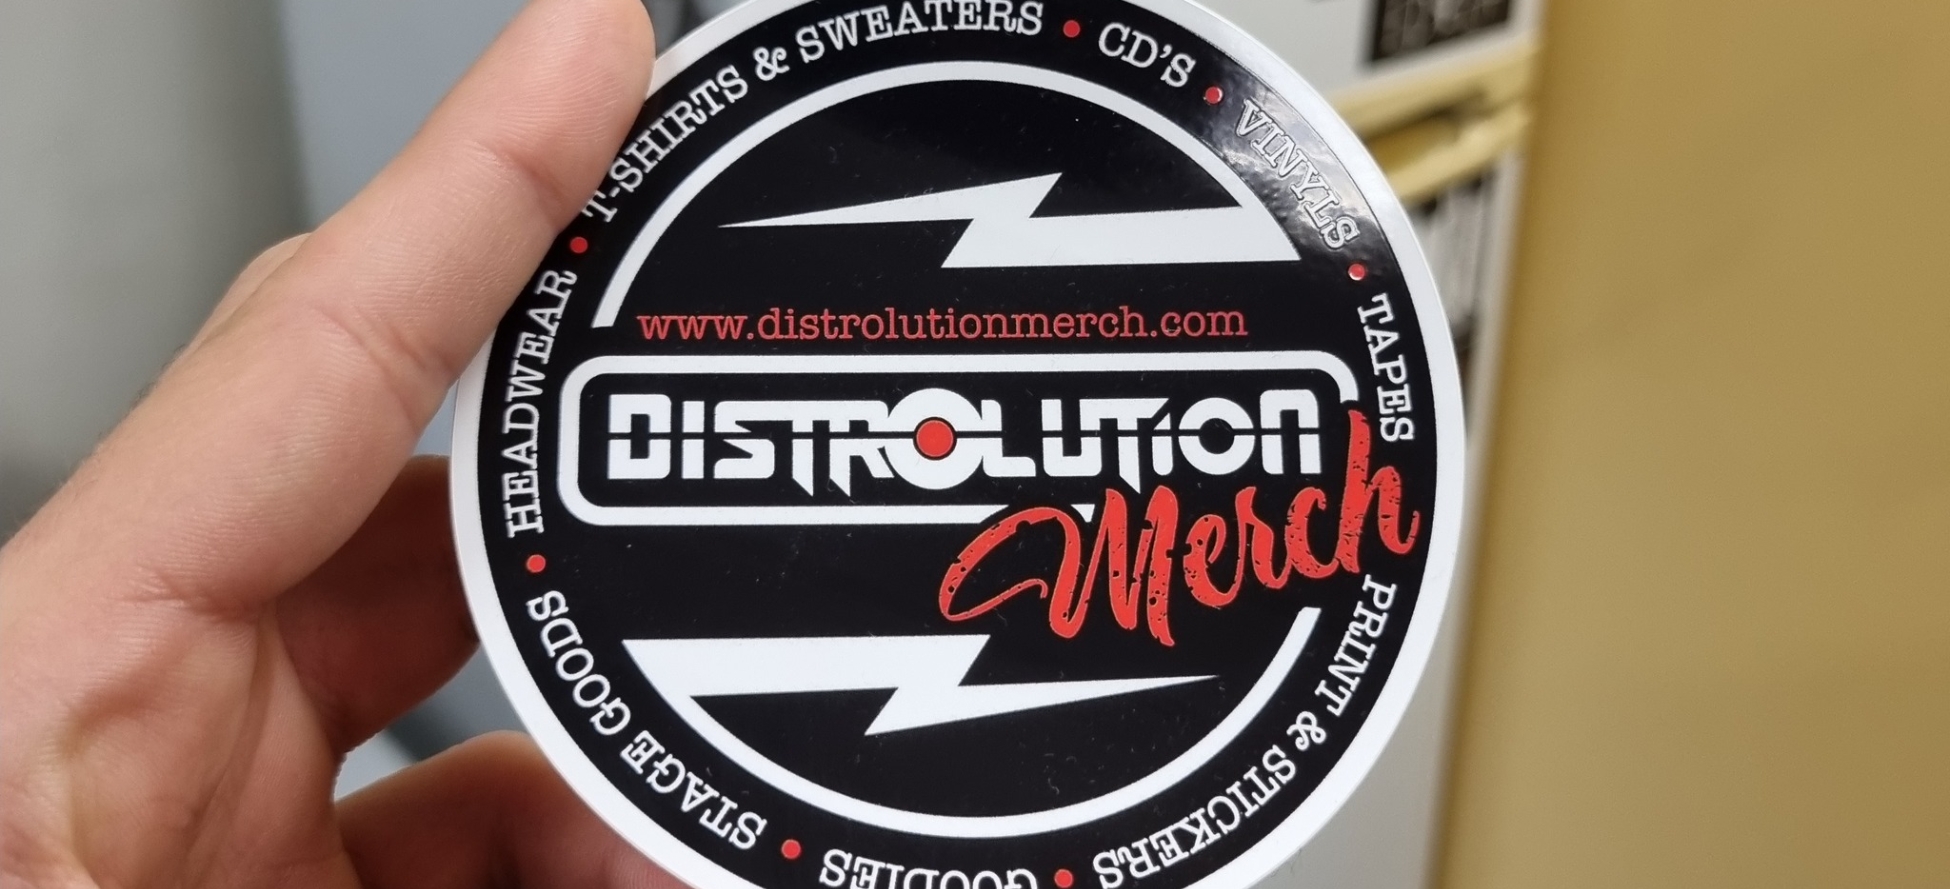 T-SHIRTS & SWEATERS • CD'S • VINYLS • TAPES
PRINT & STICKERS • GOODIES • STAGE GOODS • HEADWEAR •
www.distrolutionmerch.com
DISTROLUTION
Merch